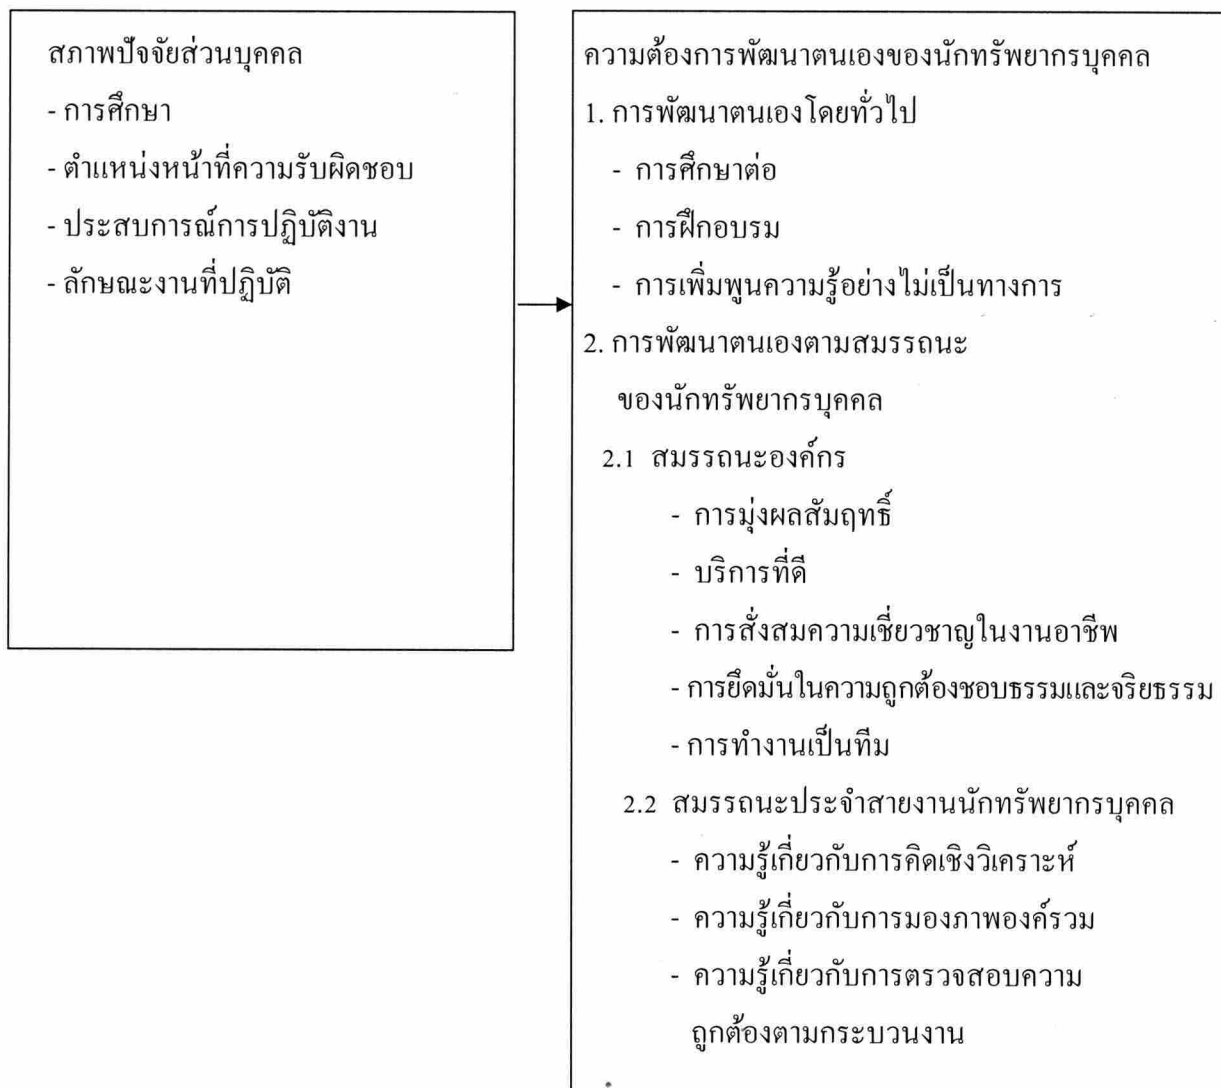 สภาพปัจจัยส่วนบุคคล
- การศึกษา
- ตำแหน่งหน้าที่ความรับผิดชอบ
- ประสบการณ์การปฏิบัติงาน
- ลักษณะงานที่ปฏิบัติ
ความต้องการพัฒนาตนเองของนักทรัพยากรบุคคล
1. การพัฒนาตนเองโดยทั่วไป
- การศึกษาต่อ
- การฝึกอบรม
- การเพิ่มพูนความรู้อย่างไม่เป็นทางการ
2. การพัฒนาตนเองตามสมรรถนะ
ของนักทรัพยากรบุคคล
2.1 สมรรถนะองค์กร
- การมุ่งผลสัมฤทธิ์
- บริการที่ดี
- การสั่งสมความเชี่ยวชาญในงานอาชีพ
- การยึดมั่นในความถูกต้องชอบธรรมและจริยธรรม
- การทำงานเป็นทีม
2.2 สมรรถนะประจำสายงานนักทรัพยากรบุคคล
- ความรู้เกี่ยวกับการคิดเชิงวิเคราะห์
- ความรู้เกี่ยวกับการมองภาพองค์รวม
- ความรู้เกี่ยวกับการตรวจสอบความ
ถูกต้องตามกระบวนงาน